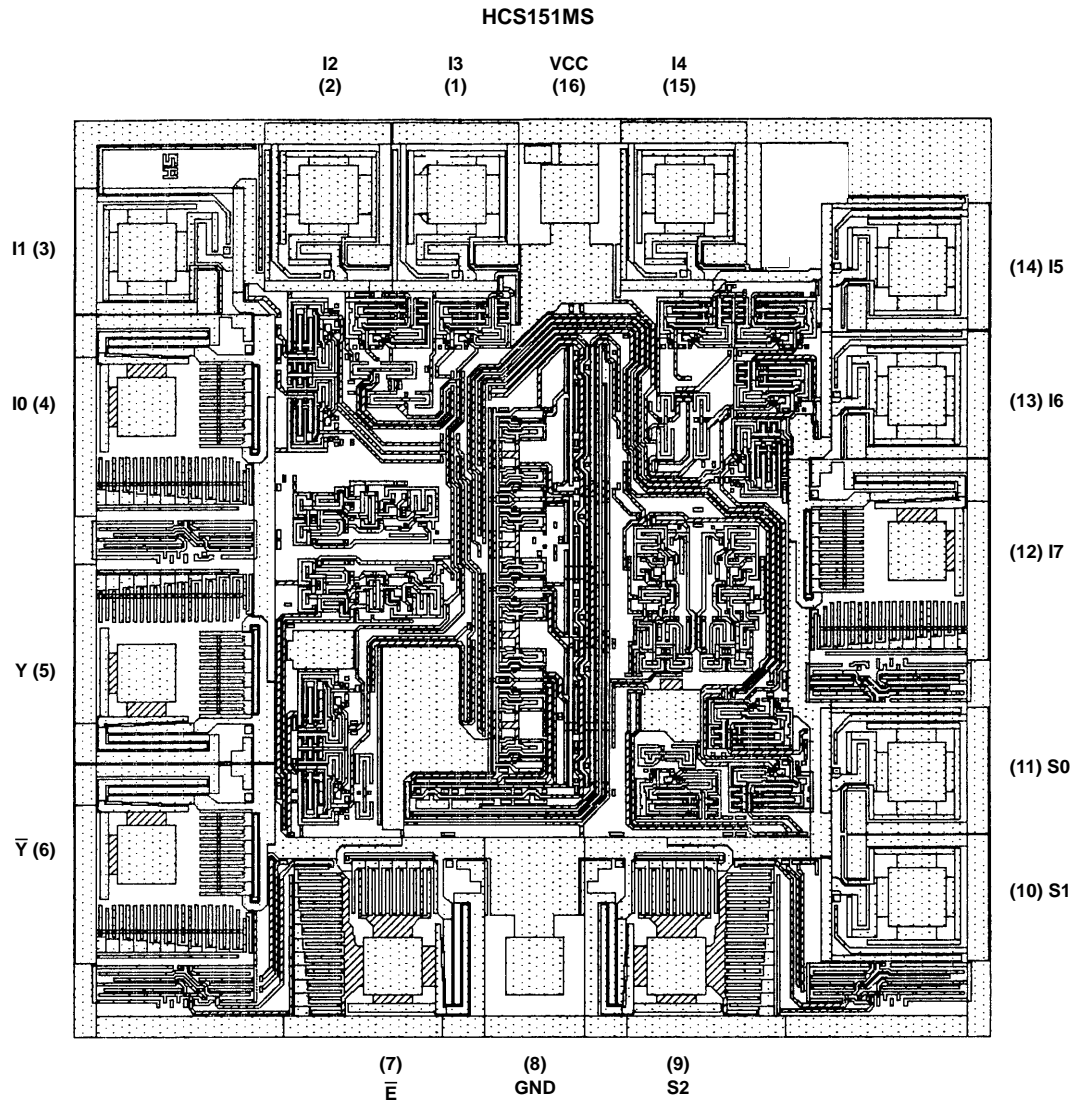 HCS151MS
I2 (2)
I3 (1)
VCC (16)
I4 (15)
I1 (3)
(14) I5
I0 (4)
(13) I6
(12) I7
Y (5)
(11) S0
Y̅ (6)
(10) S1
(7) E̅
(8) GND
(9) S2